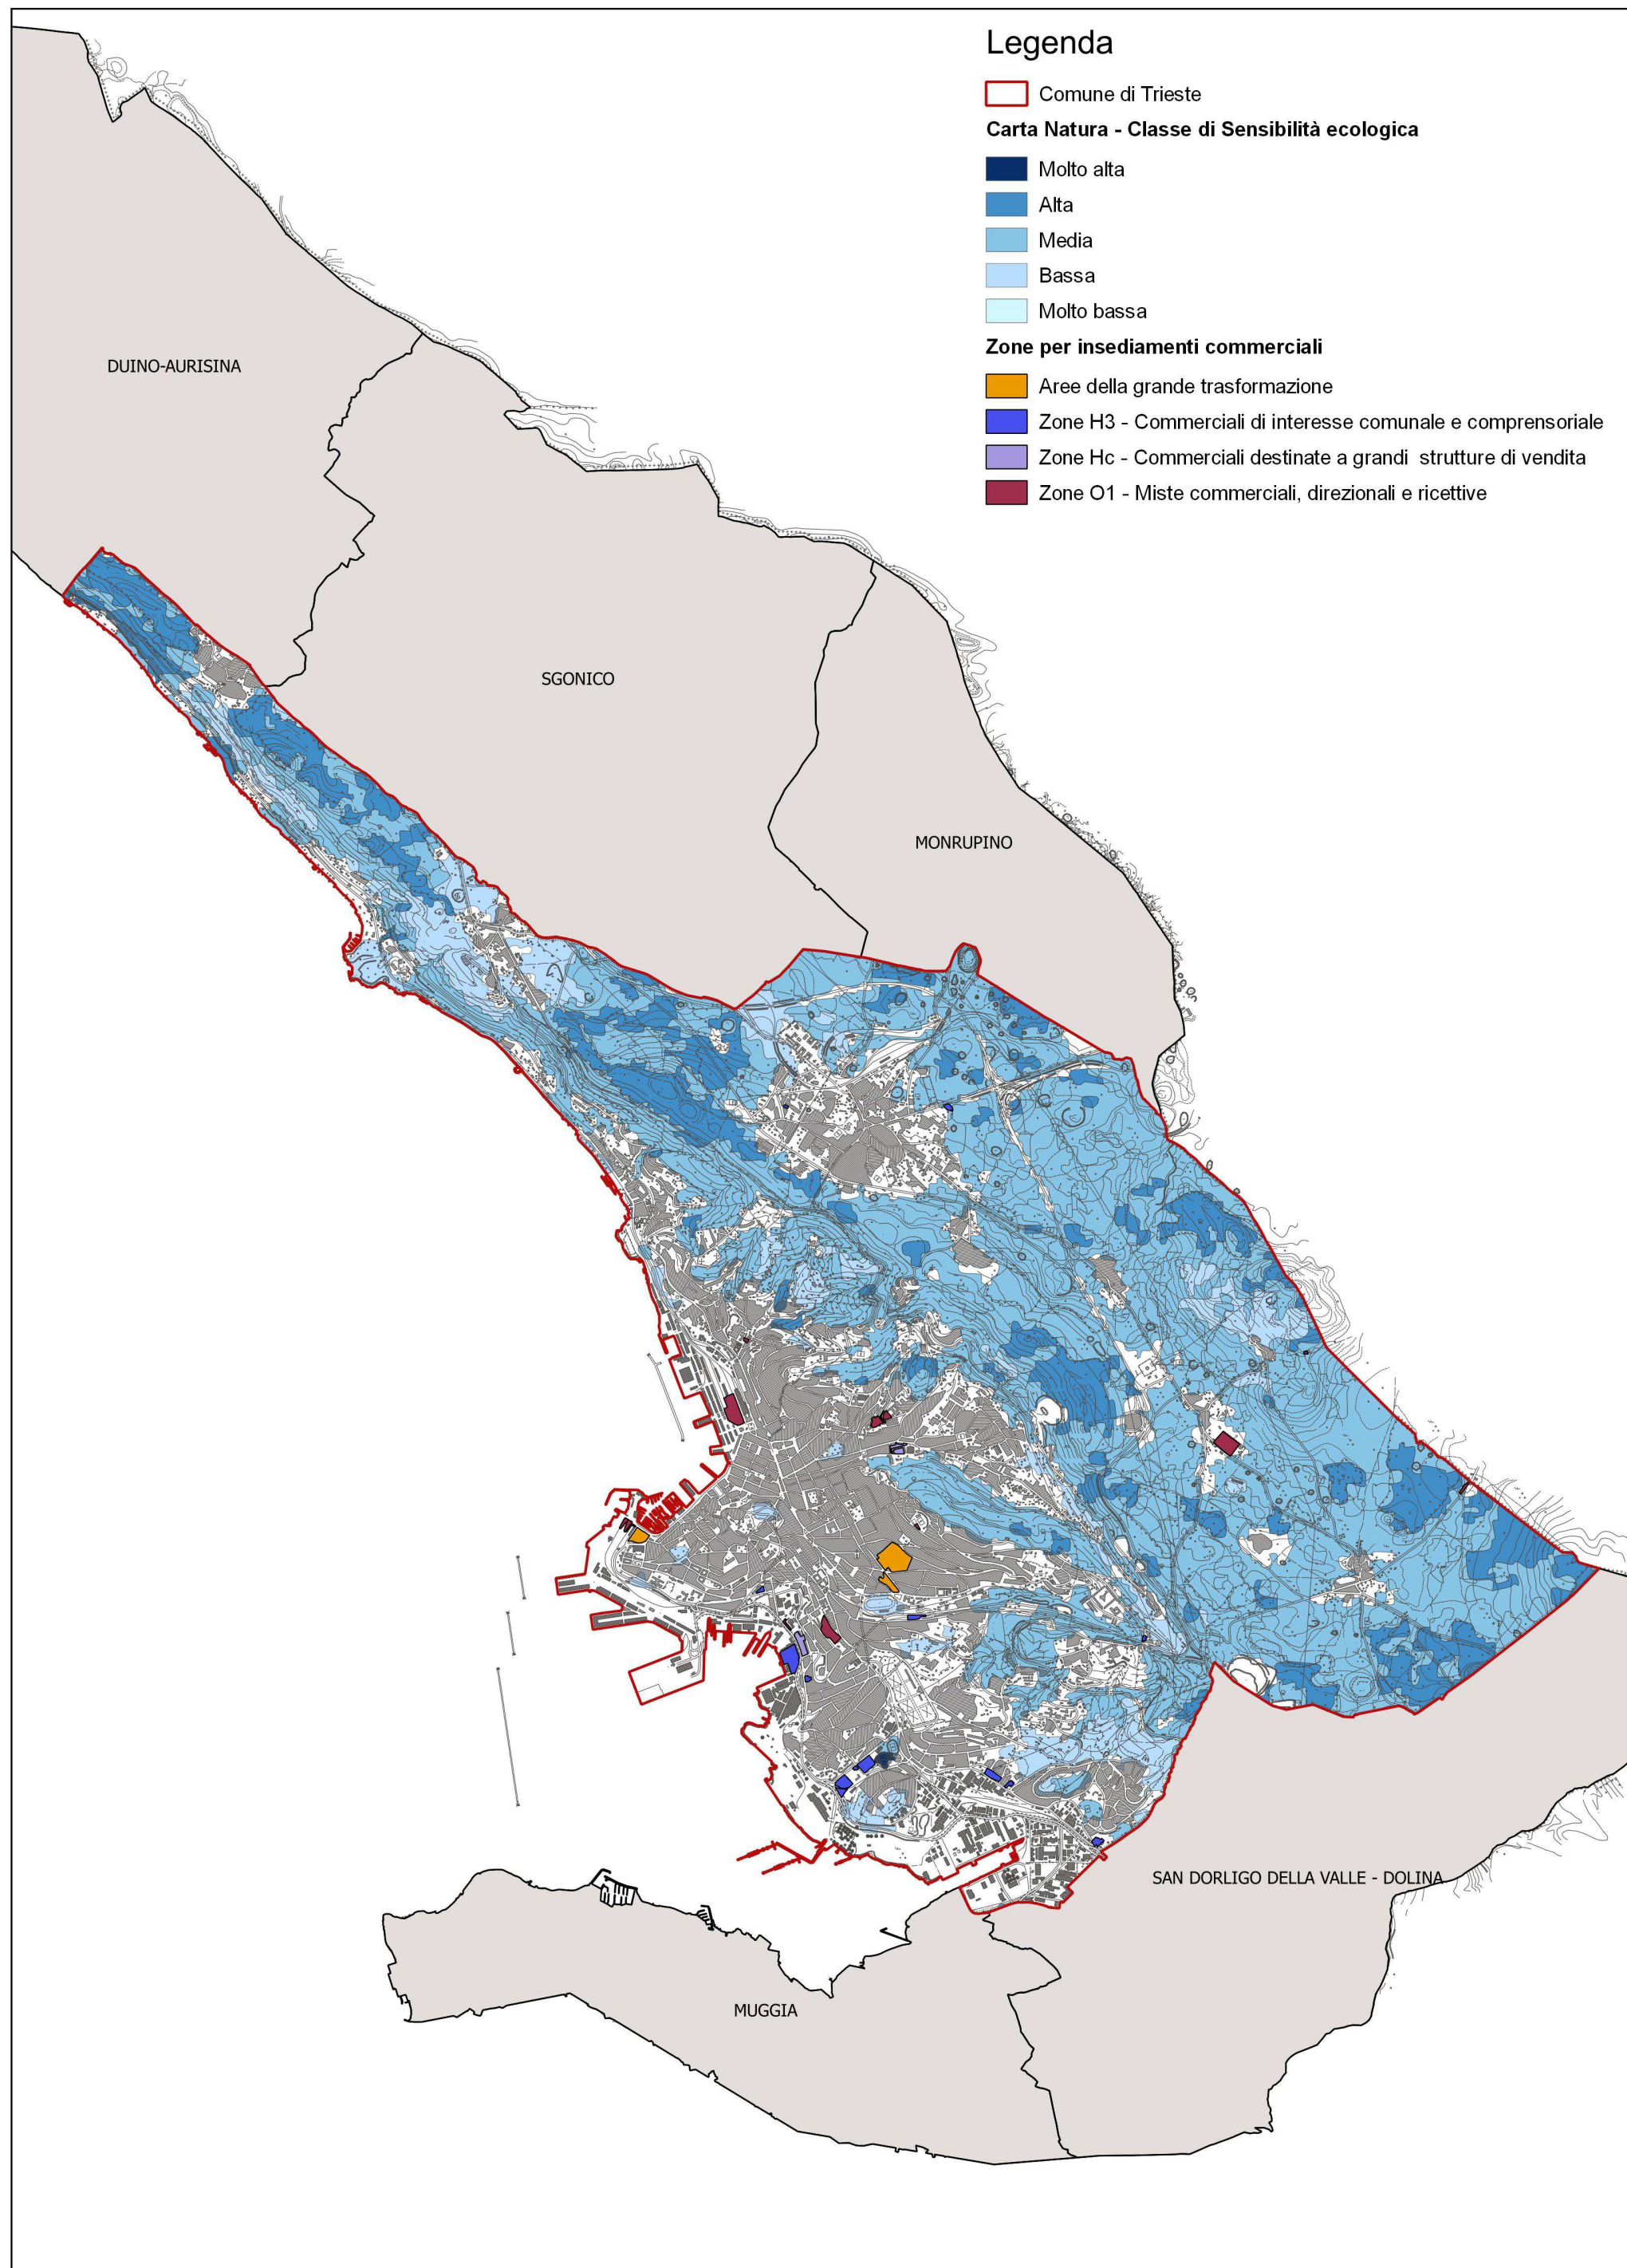 Legenda
Comune di Trieste
Carta Natura - Classe di Sensibilità ecologica
Molto alta
Alta
Media
Bassa
Molto bassa
Zone per insediamenti commerciali
Aree della grande trasformazione
Zone H3 - Commerciali di interesse comunale e comprensoriale
Zone Hc - Commerciali destinate a grandi strutture di vendita
Zone O1 - Miste commerciali, direzionali e ricettive
DUINO-AURISINA
SGONICO
MONRUPINO
SAN DORLIGO DELLA VALLE - DOLINA
MUGGIA